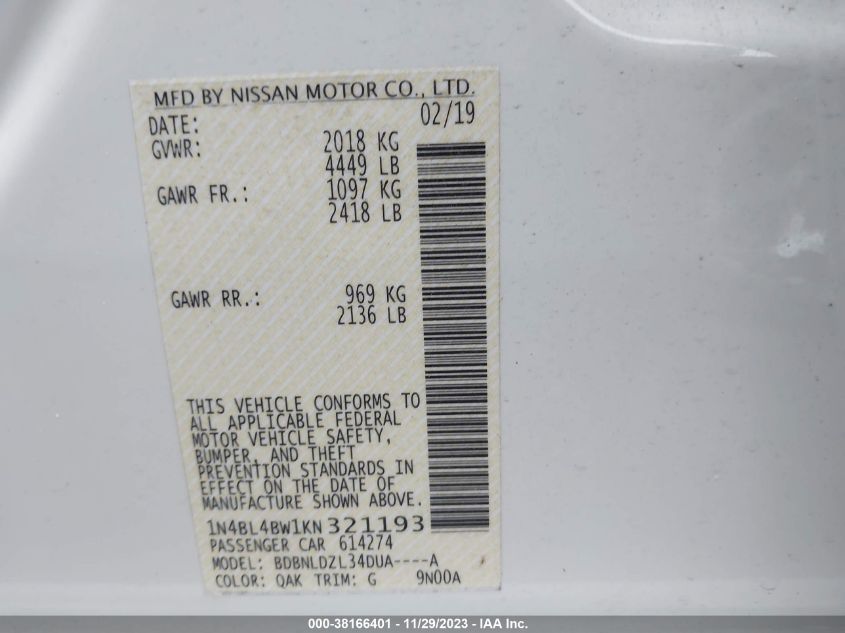 MFD BY NISSAN MOTOR CO., LTD.
DATE: 02/19
GVWR: 2018 KG
4449 LB
GAWR FR.: 1097 KG
2418 LB
GAWR RR.: 969 KG
2136 LB
THIS VEHICLE CONFORMS TO
ALL APPLICABLE FEDERAL
MOTOR VEHICLE SAFETY,
BUMPER, AND THEFT
PREVENTION STANDARDS IN
EFFECT ON THE DATE OF
MANUFACTURE SHOWN ABOVE.
1N4BL4BW1KN321193
PASSENGER CAR 614274
MODEL: BDBNLDZL34DUA----A
COLOR: QAK TRIM: G 9N00A
000-38166401 - 11/29/2023 - IAA Inc.